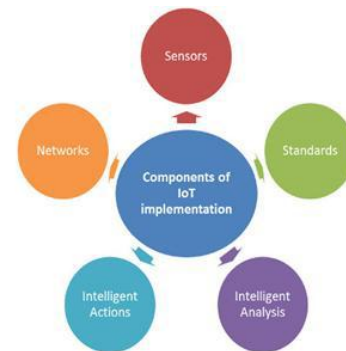 Sensors
Networks
Standards
Components of
IoT
implementation
Intelligent
Actions
Intelligent
Analysis